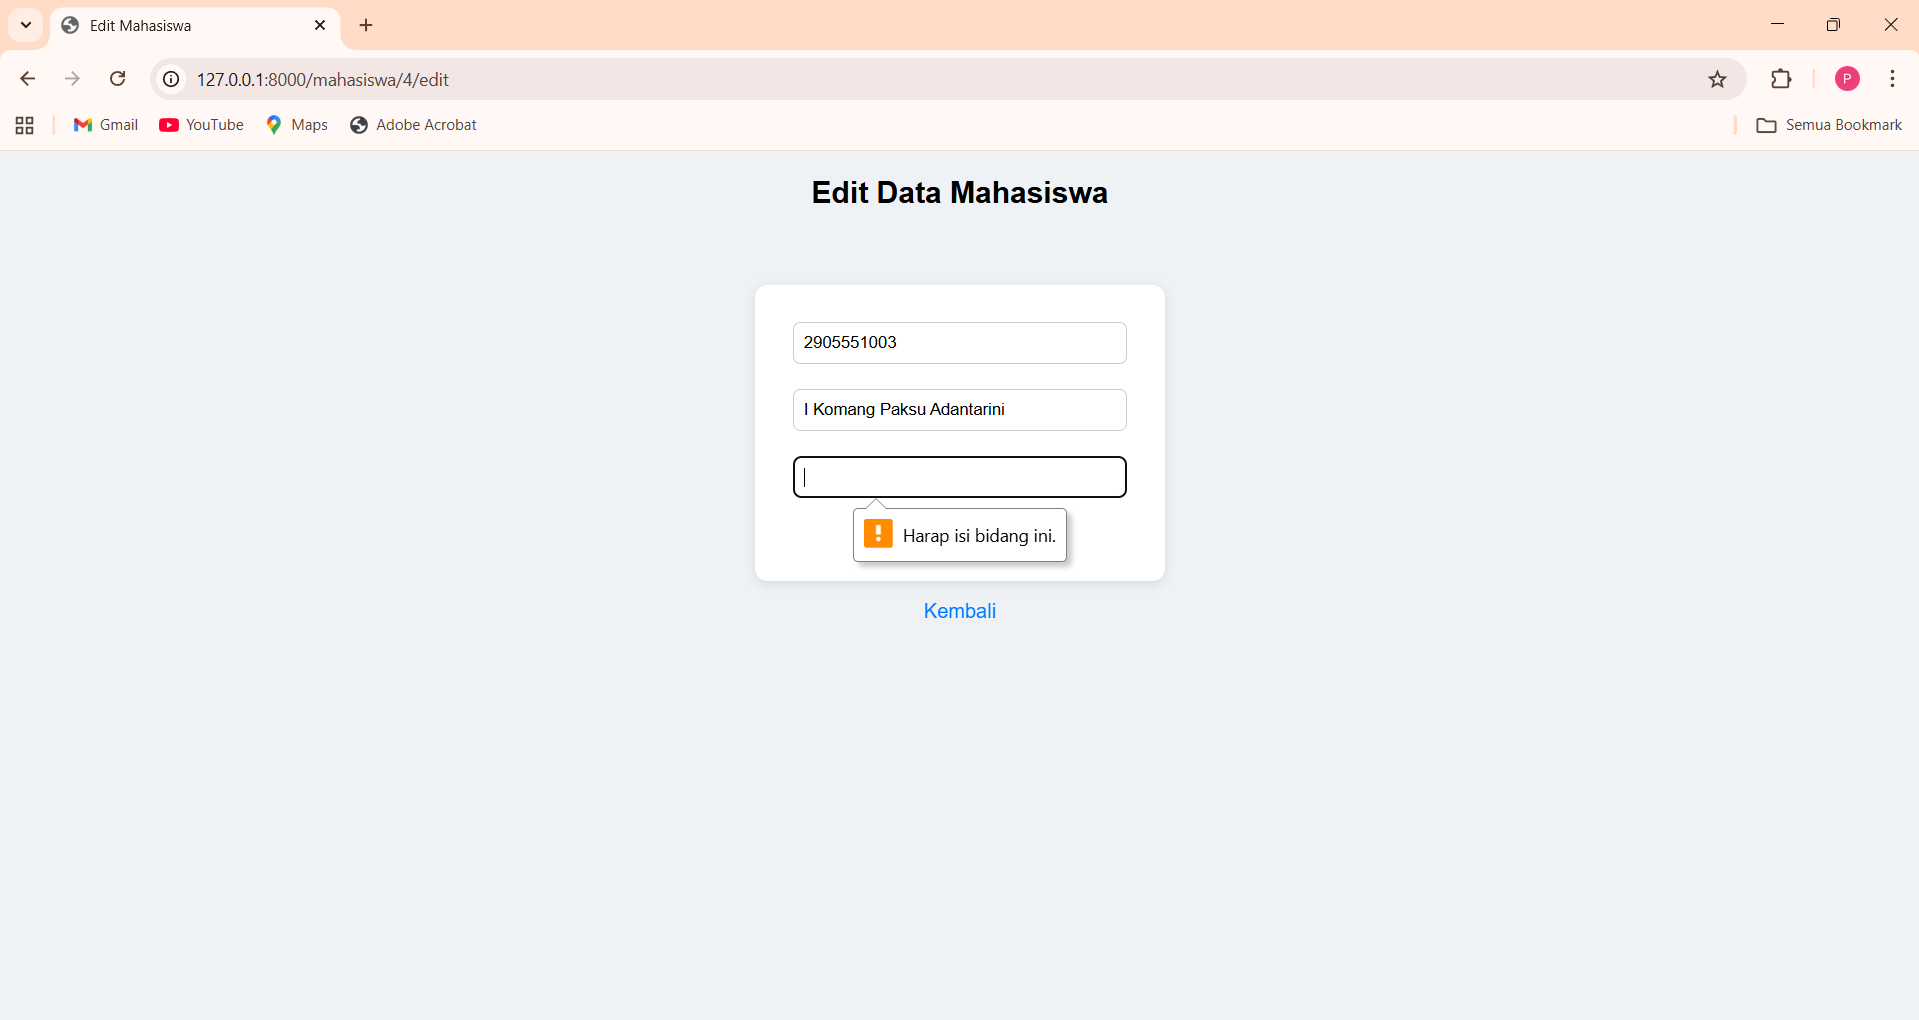 Edit Mahasiswa
127.0.0.1:8000/mahasiswa/4/edit
P
Gmail
YouTube
Maps
Adobe Acrobat
Semua Bookmark
Edit Data Mahasiswa
2905551003
I Komang Paksu Adantarini
Harap isi bidang ini.
Kembali